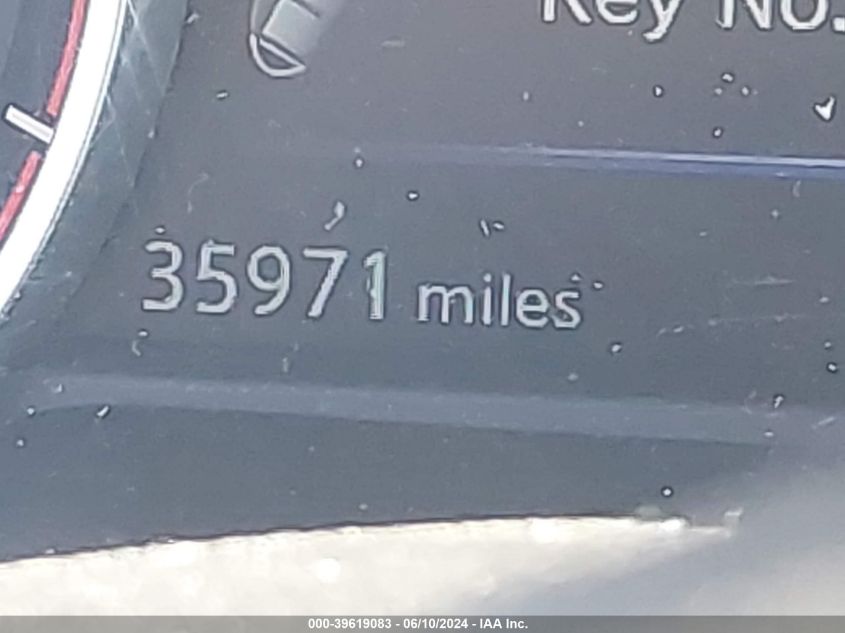 Key No.
35971 miles
000-39619083 - 06/10/2024 - IAA Inc.